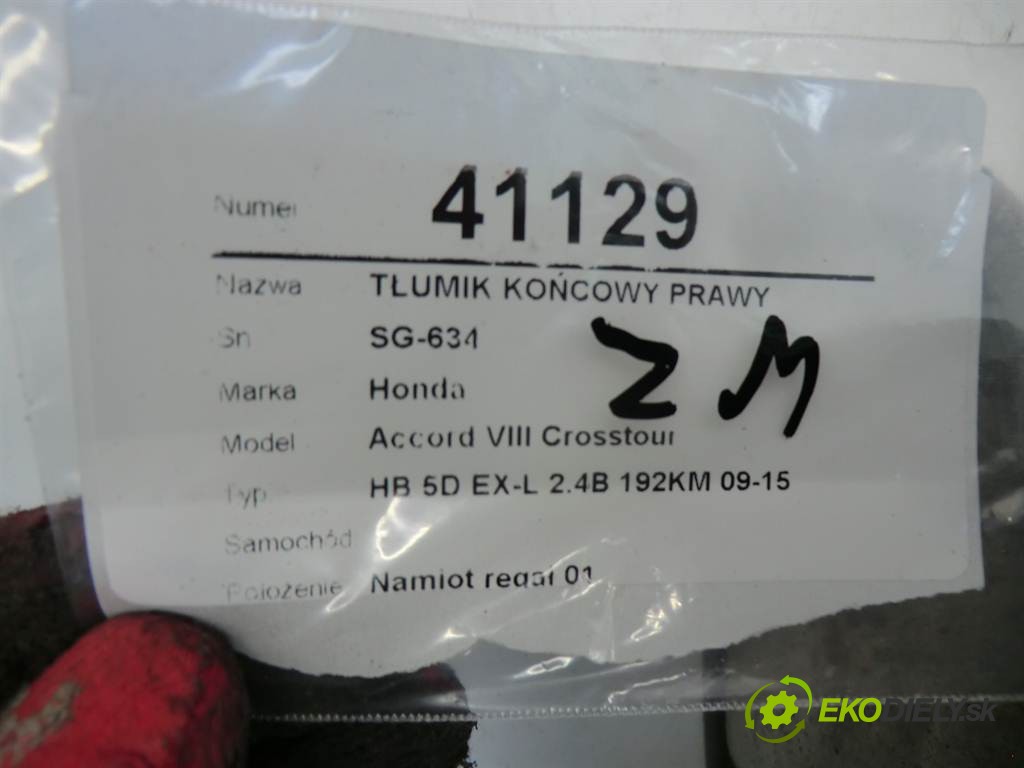 Numer 41129
Nazwa TŁUMIK KOŃCOWY PRAWY
Sn SG-634
Marka Honda
Model Accord VIII Crosstour
Typ HB 5D EX-L 2.4B 192KM 09-15
Samochód
Położenie Namiot regał 01
ZM
EKODIELY.SK